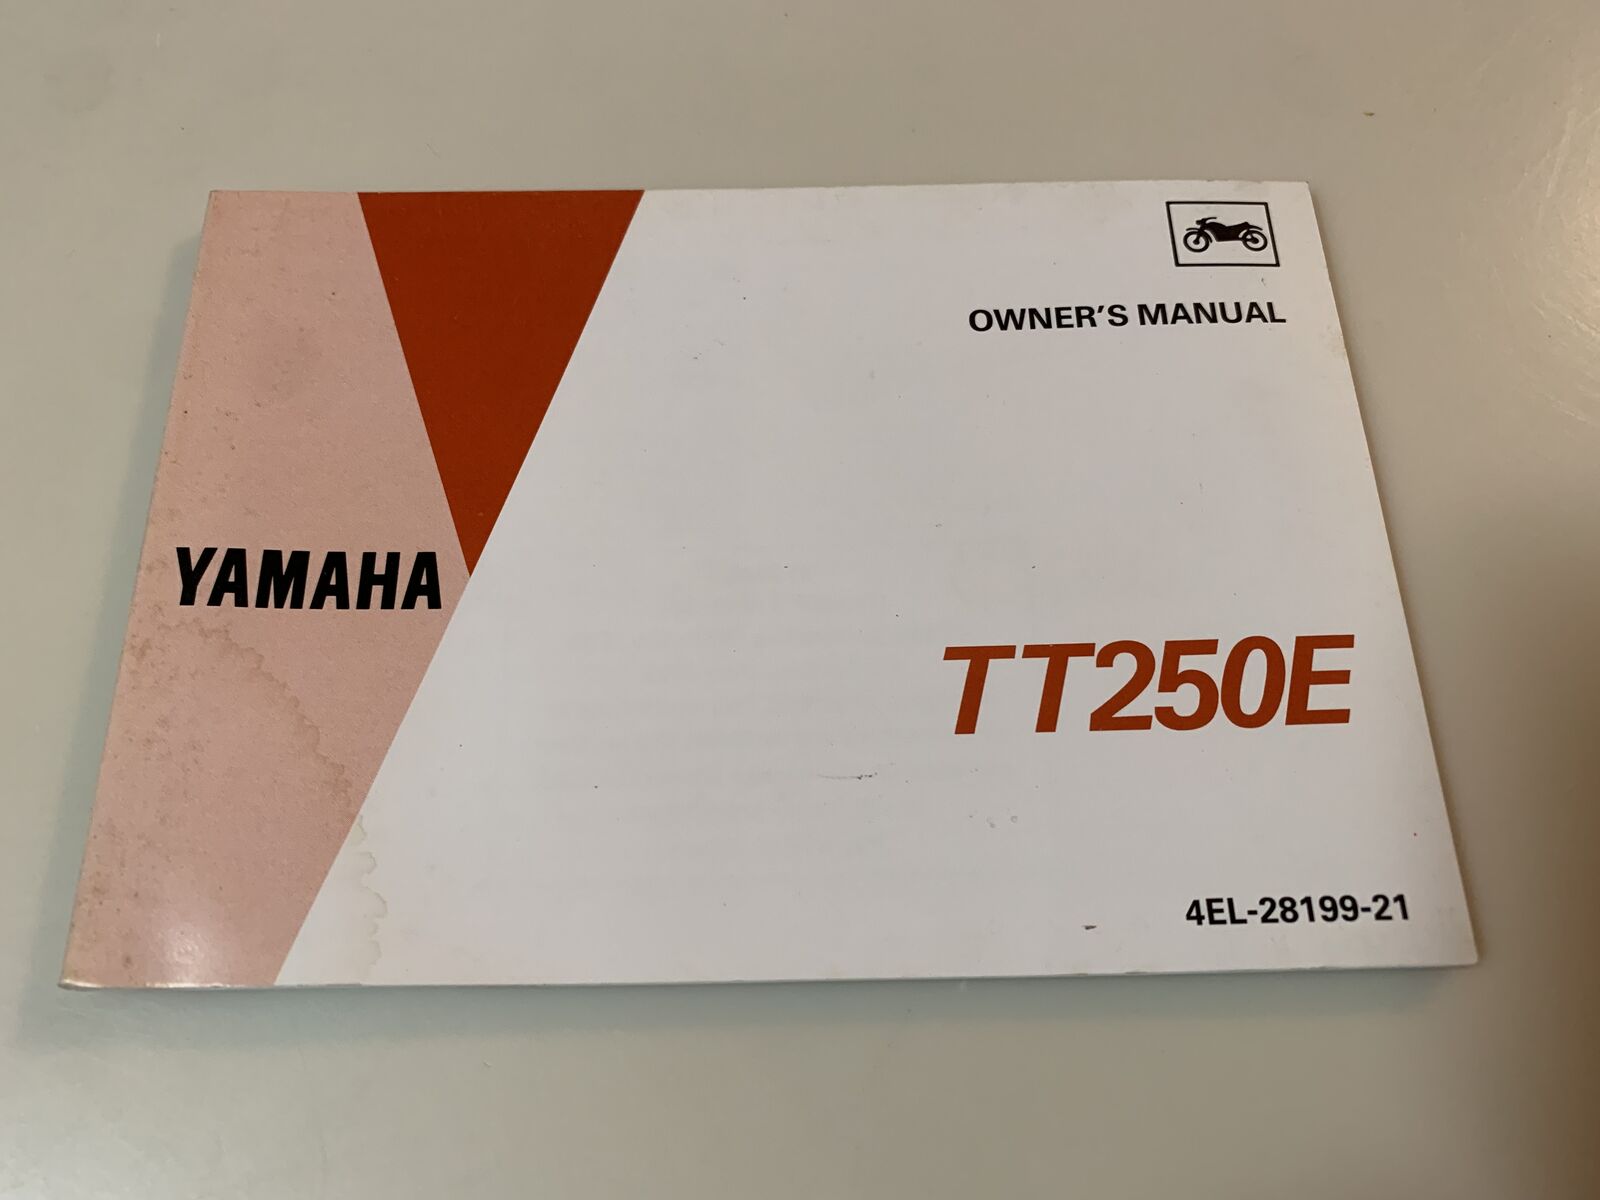 OWNER'S MANUAL
YAMAHA
TT250E
4EL-28199-21